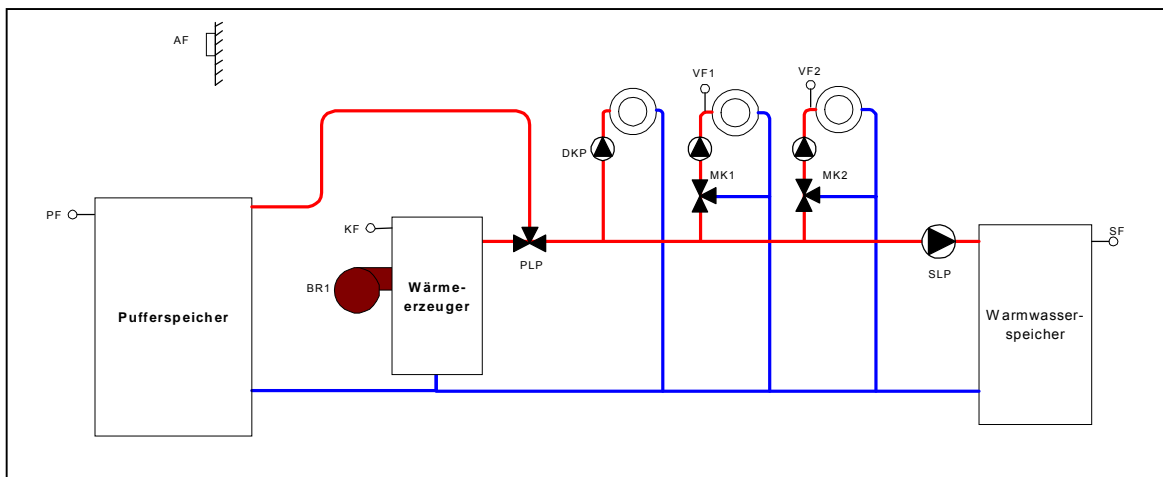 AF
VF1
VF2
DKP
MK1
MK2
PF
KF
PLP
SLP
SF
BR1
Wärme-
erzeuger
Pufferspeicher
Warmwasser-
speicher